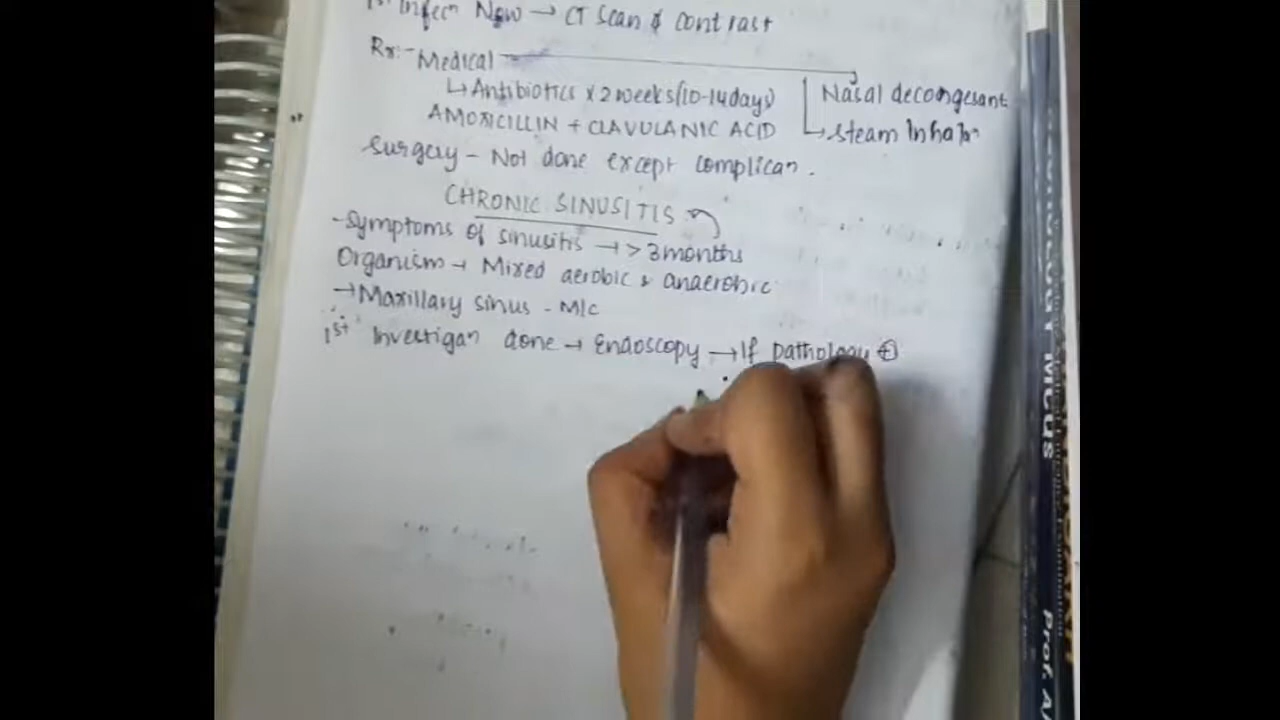 Infecn Now → CT scan & contrast
Rx:- Medical
↳ Antibiotics x 2 weeks (10-14 days)
Nasal decongesant
AMOXICILLIN + CLAVULANIC ACID
↳ steam Inhaln
Surgery - Not done except complican.
CHRONIC SINUSITIS
- Symptoms of sinusitis → > 3 months
Organism → Mixed aerobic & anaerobic
→ Maxillary sinus - M/C
1st Investigan done → Endoscopy → If pathology ⊕
Prof.